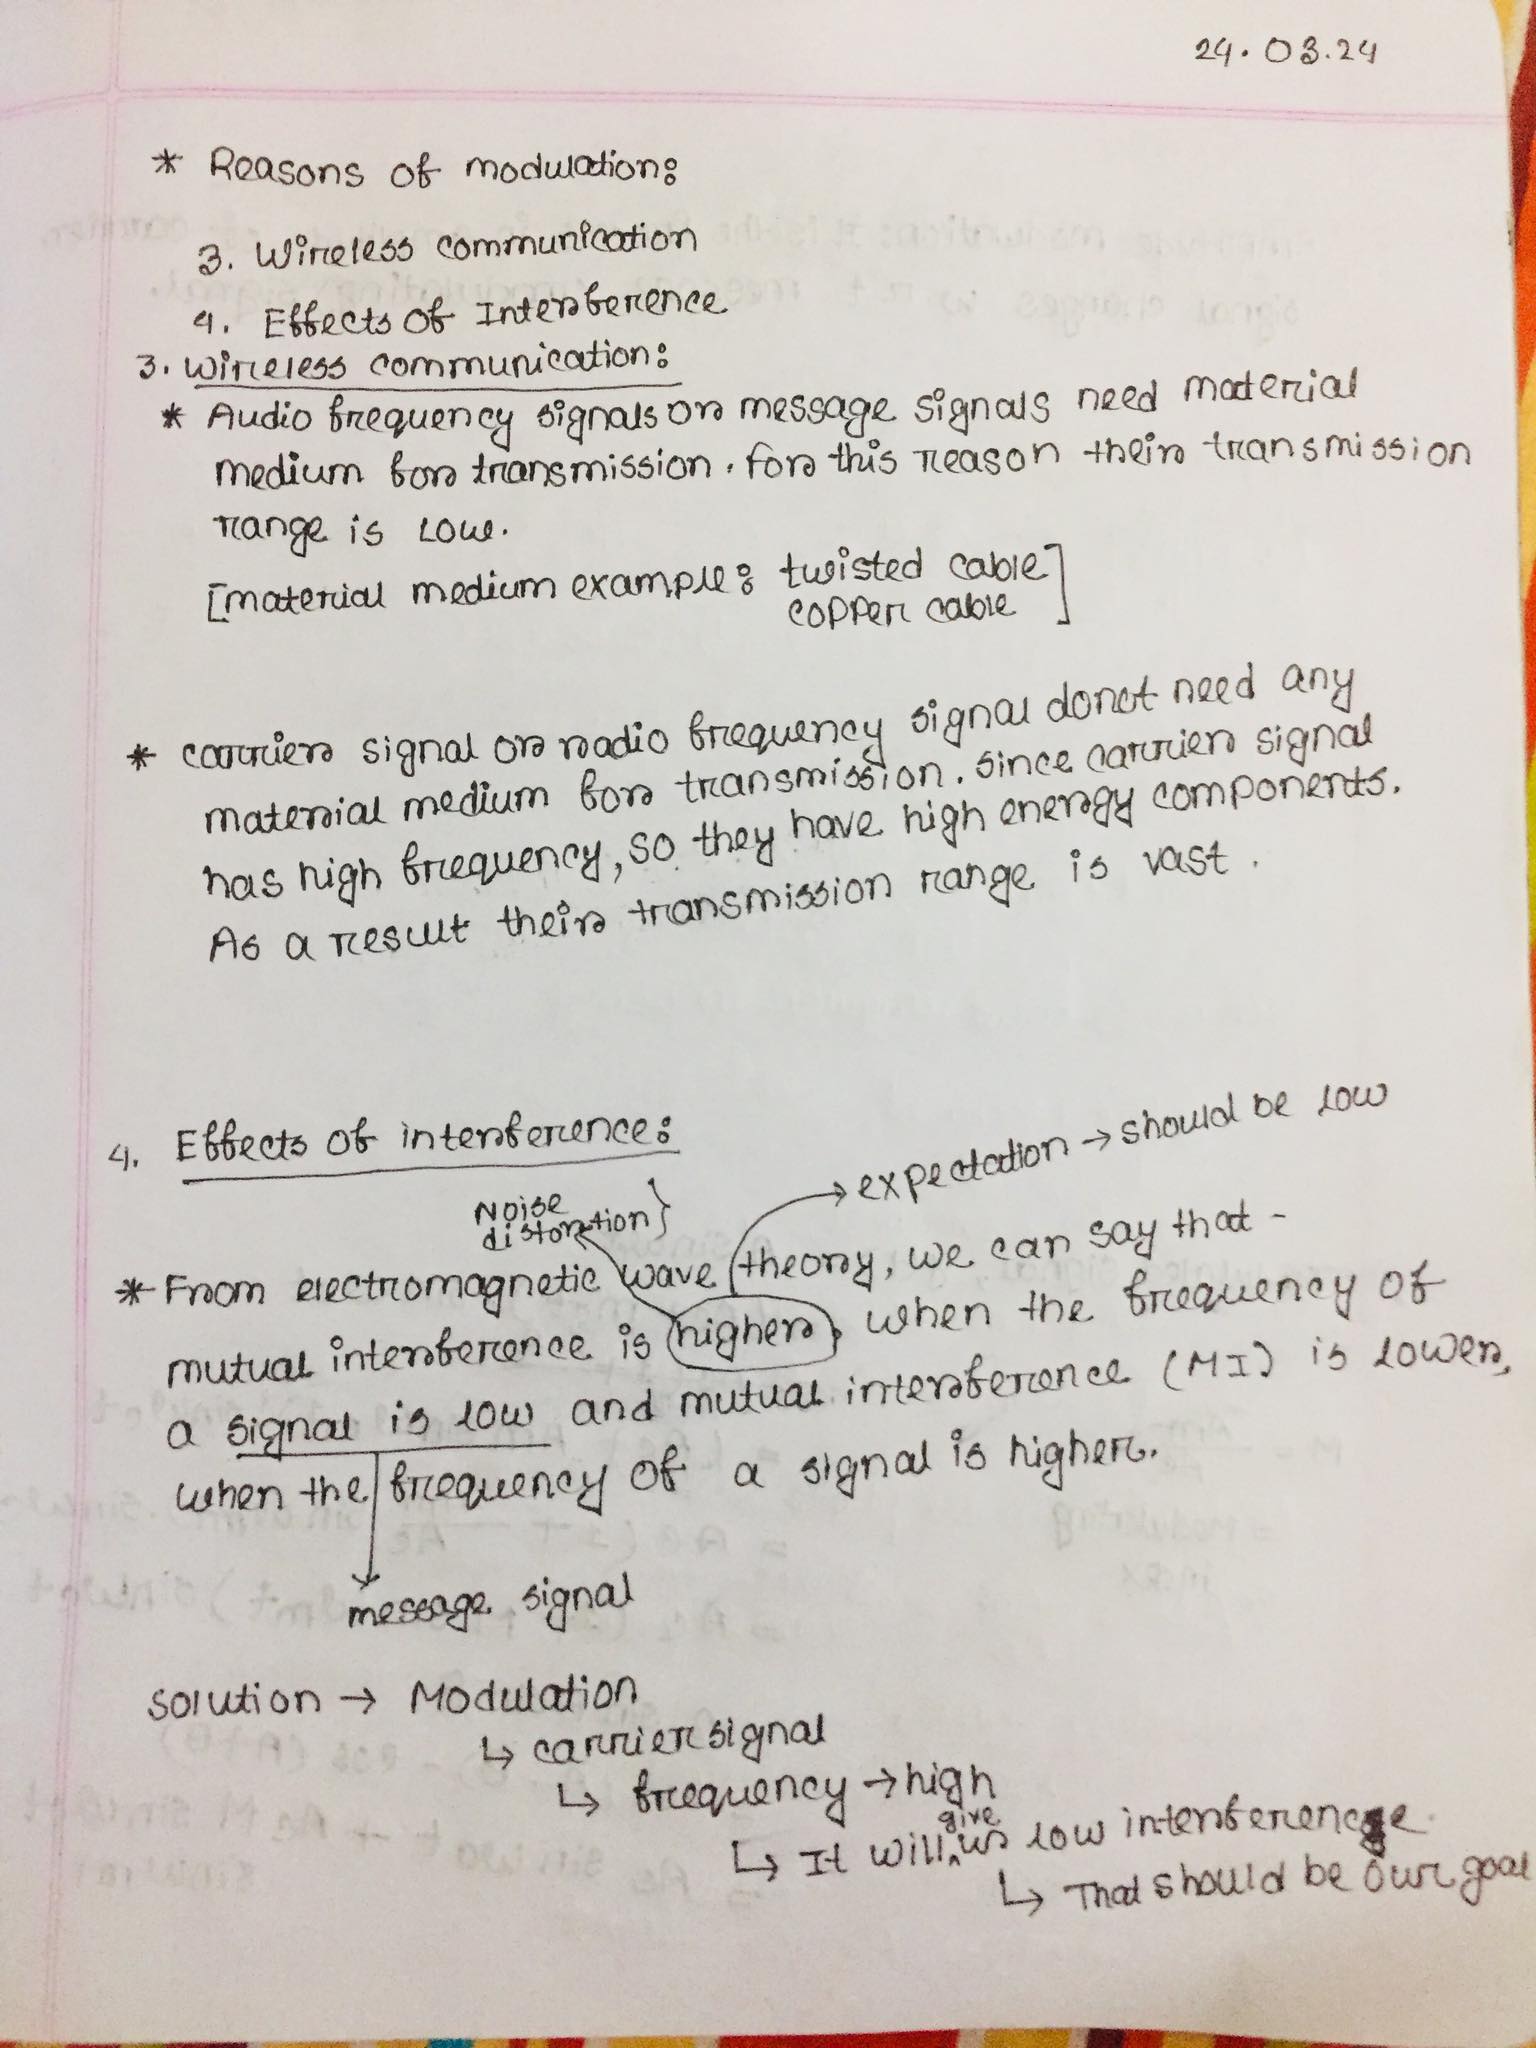 24.03.24
* Reasons of modulation:
3. Wireless communication
4. Effects of Interference
3. Wireless communication:
* Audio frequency signals or message signals need material
medium for transmission. For this reason their transmission
range is low.
[material medium example: twisted cable
copper cable]
* carrier signal or radio frequency signal donot need any
material medium for transmission. Since carrier signal
has high frequency, so they have high energy components.
As a result their transmission range is vast.
4. Effects of interference:
expectation → should be low
Noise
distortion}
* From electromagnetic wave theory, we can say that -
mutual interference is higher, when the frequency of
a signal is low and mutual interference (MI) is lower,
when the frequency of a signal is higher.
message signal
solution → Modulation
↳ carrier signal
↳ frequency → high
↳ It will give us low interference.
↳ That should be our goal